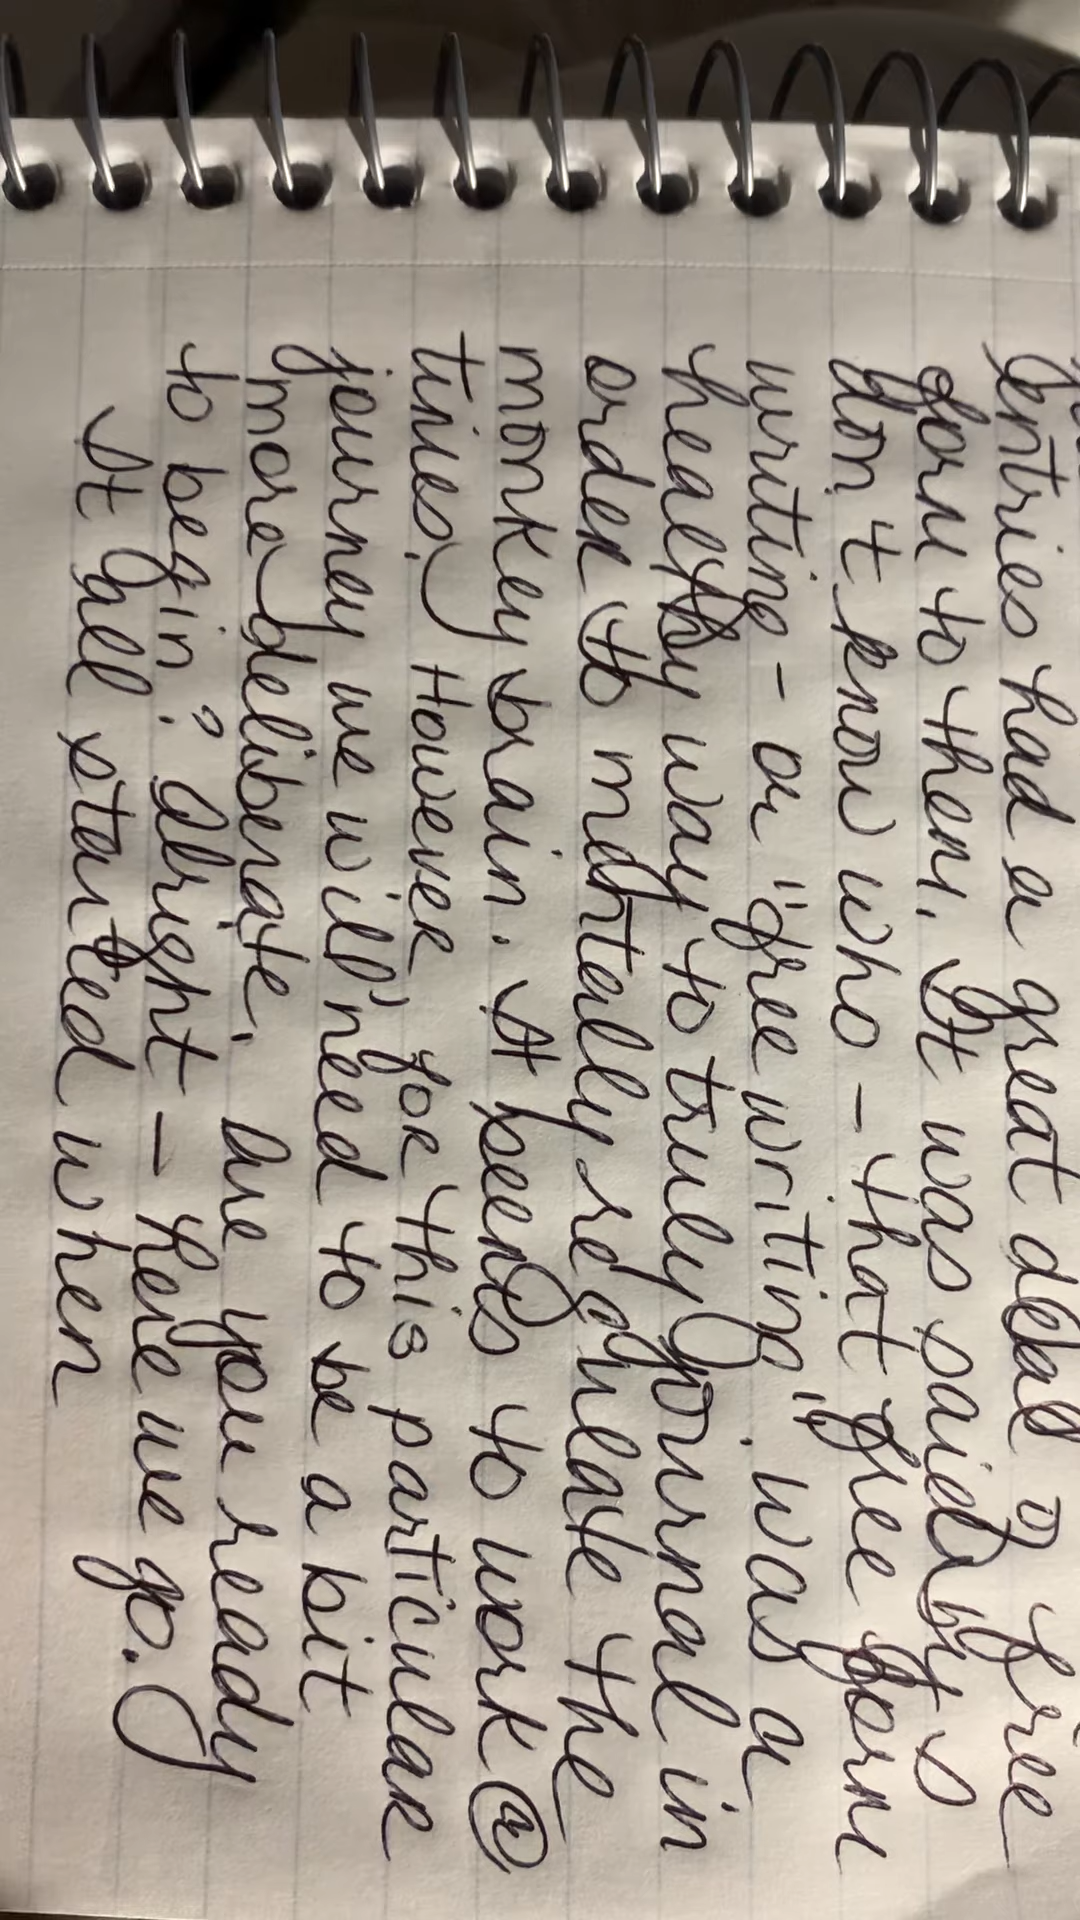 entries had a great deal of free
form to them. It was said by s
don't know who - that free form
writing - or "free writing", was a
healthy way to truly journal in
order to mentally regulate the
monkey brain. It seems to work @
times. However for this particular
journey we will need to be a bit
more deliberate. Are you ready
to begin? Alright - here we go.
It all started when